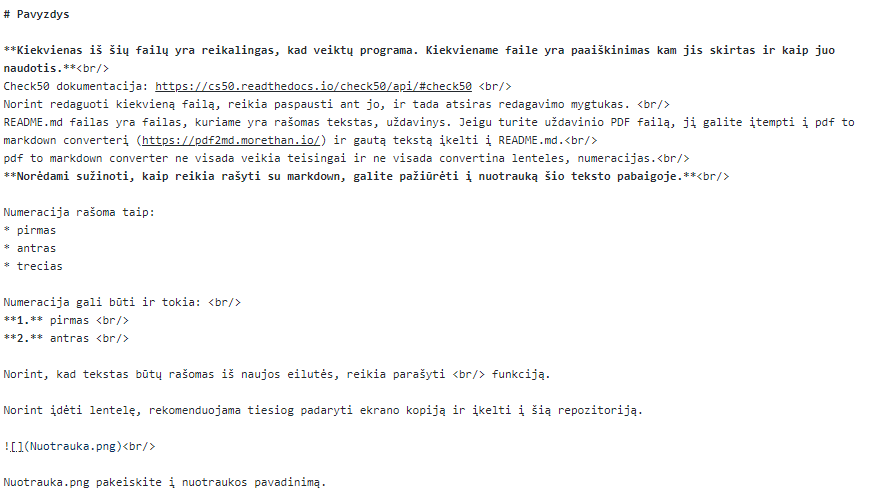 # Pavyzdys
**Kiekvienas iš šių failų yra reikalingas, kad veiktų programa. Kiekviename faile yra paaiškinimas kam jis skirtas ir kaip juo
naudotis.**<br/>
Check50 dokumentacija: https://cs50.readthedocs.io/check50/api/#check50 <br/>
Norint redaguoti kiekvieną failą, reikia paspausti ant jo, ir tada atsiras redagavimo mygtukas. <br/>
README.md failas yra failas, kuriame yra rašomas tekstas, uždavinys. Jeigu turite uždavinio PDF failą, jį galite įtempti į pdf to
markdown converterį (https://pdf2md.morethan.io/) ir gautą tekstą įkelti į README.md.<br/>
pdf to markdown converter ne visada veikia teisingai ir ne visada convertina lenteles, numeracijas.<br/>
**Norėdami sužinoti, kaip reikia rašyti su markdown, galite pažiūrėti į nuotrauką šio teksto pabaigoje.**<br/>
Numeracija rašoma taip:
* pirmas
* antras
* trecias
Numeracija gali būti ir tokia: <br/>
**1.** pirmas <br/>
**2.** antras <br/>
Norint, kad tekstas būtų rašomas iš naujos eilutės, reikia parašyti <br/> funkciją.
Norint įdėti lentelę, rekomenduojama tiesiog padaryti ekrano kopiją ir įkelti į šią repozitoriją.
![](Nuotrauka.png)<br/>
Nuotrauka.png pakeiskite į nuotraukos pavadinimą.